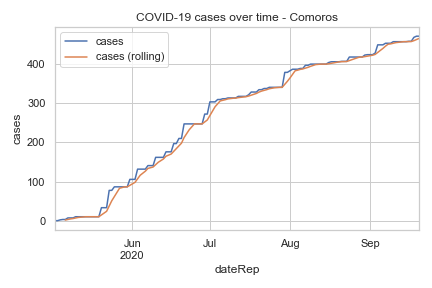 COVID-19 cases over time - Comoros
cases
cases (rolling)
400
300
200
100
0
cases
Jun
2020
Jul
Aug
Sep
dateRep